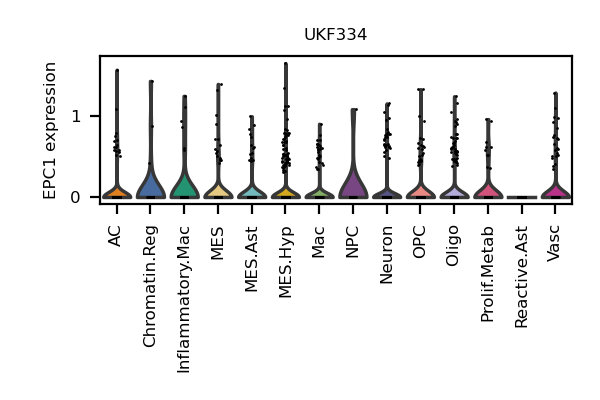 UKF334
EPC1 expression
1
0
AC
Chromatin.Reg
Inflammatory.Mac
MES
MES.Ast
MES.Hyp
Mac
NPC
Neuron
OPC
Oligo
Prolif.Metab
Reactive.Ast
Vasc